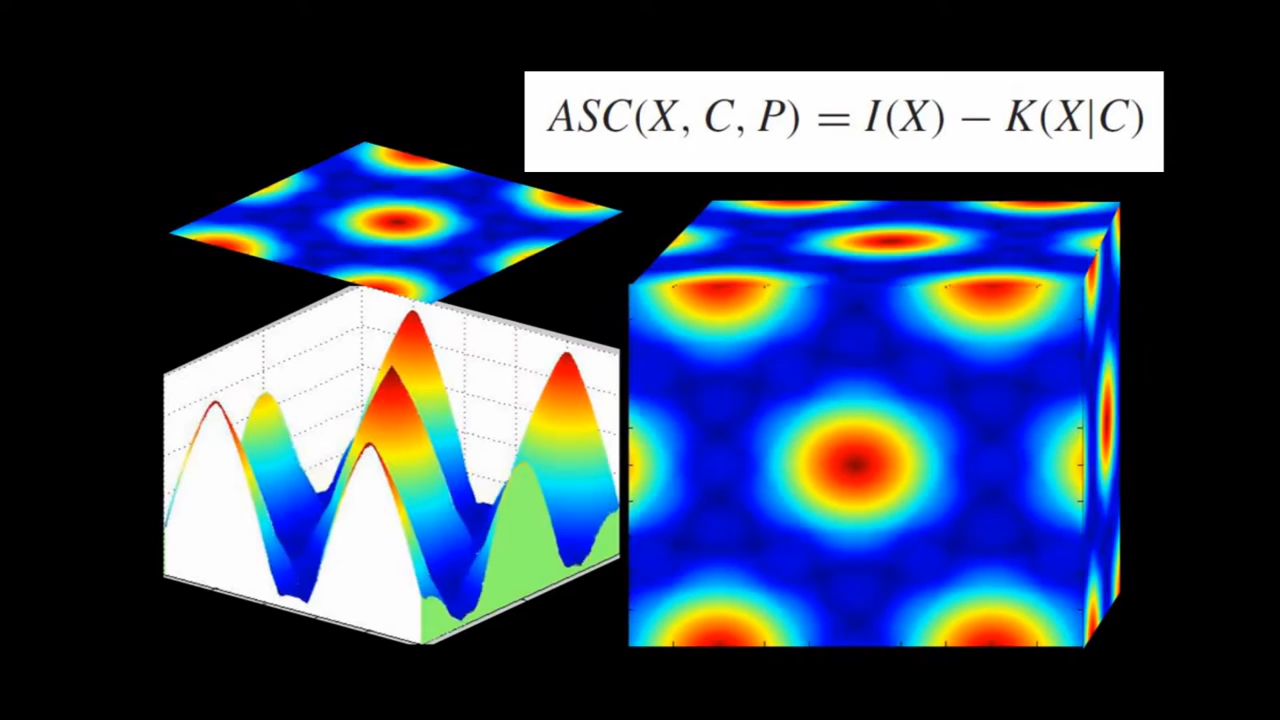 ASC(X, C, P) = I(X) − K(X|C)